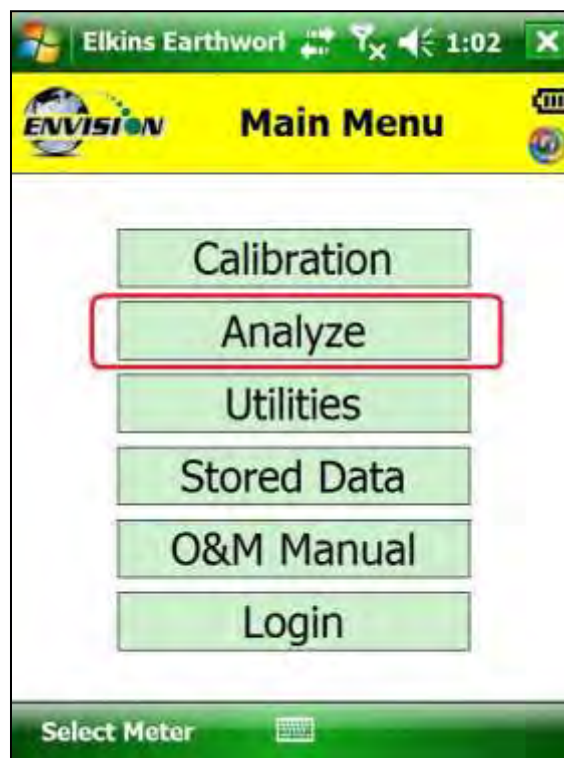 Elkins Earthworl 1:02
ENVISION Main Menu
Calibration
Analyze
Utilities
Stored Data
O&M Manual
Login
Select Meter